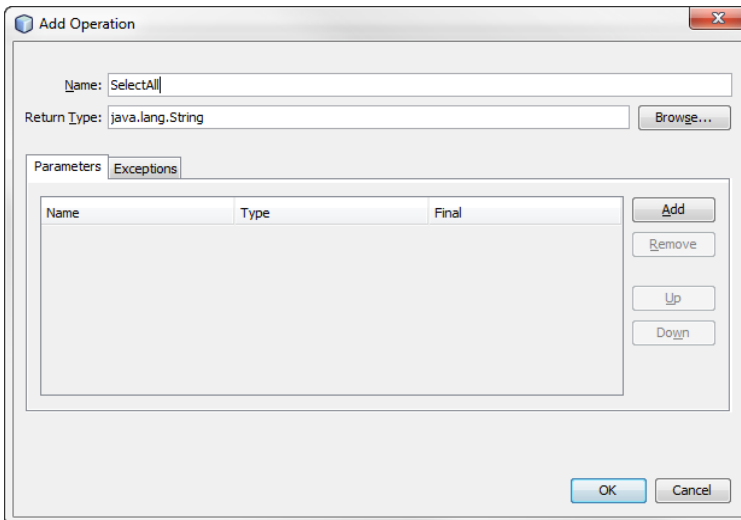 Add Operation
Name: SelectAll
Return Type: java.lang.String Browse...
Parameters Exceptions
Name Type Final
Add
Remove
Up
Down
OK Cancel